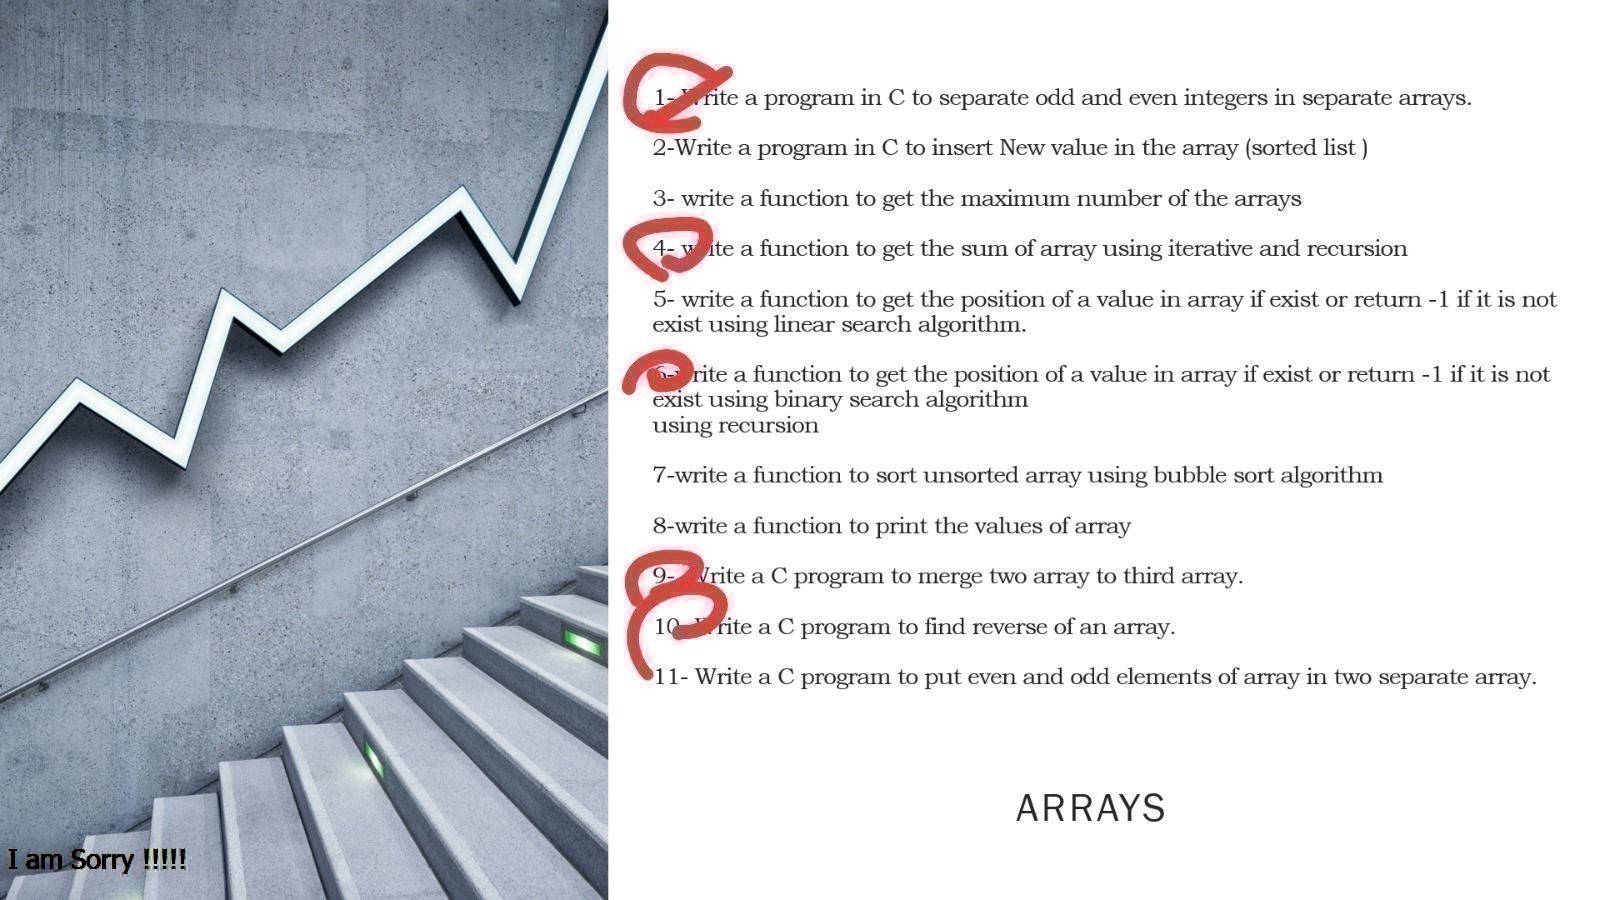 1- Write a program in C to separate odd and even integers in separate arrays.
2-Write a program in C to insert New value in the array (sorted list )
3- write a function to get the maximum number of the arrays
4- write a function to get the sum of array using iterative and recursion
5- write a function to get the position of a value in array if exist or return -1 if it is not
exist using linear search algorithm.
6-write a function to get the position of a value in array if exist or return -1 if it is not
exist using binary search algorithm
using recursion
7-write a function to sort unsorted array using bubble sort algorithm
8-write a function to print the values of array
9- Write a C program to merge two array to third array.
10- Write a C program to find reverse of an array.
11- Write a C program to put even and odd elements of array in two separate array.
ARRAYS
I am Sorry !!!!!